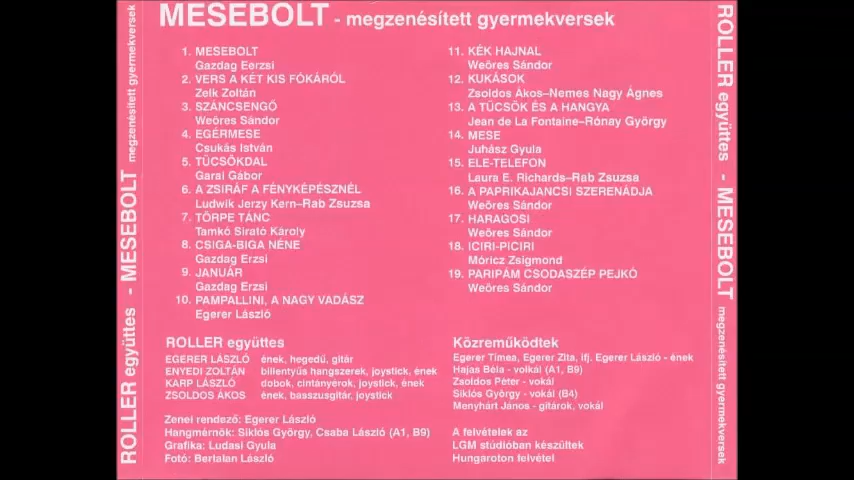 MESEBOLT - megzenésített gyermekversek
1. MESEBOLT
Gazdag Eerzsi
2. VERS A KÉT KIS FÓKÁRÓL
Zelk Zoltán
3. SZÁNCSENGŐ
Weöres Sándor
4. EGÉRMESE
Csukás István
5. TÜCSÖKDAL
Garai Gábor
6. A ZSIRÁF A FÉNYKÉPÉSZNÉL
Ludwik Jerzy Kern–Rab Zsuzsa
7. TÖRPE TÁNC
Tamkó Sirató Károly
8. CSIGA-BIGA NÉNE
Gazdag Erzsi
9. JANUÁR
Gazdag Erzsi
10. PAMPALLINI, A NAGY VADÁSZ
Egerer László
11. KÉK HAJNAL
Weöres Sándor
12. KUKÁSOK
Zsoldos Ákos–Nemes Nagy Ágnes
13. A TÜCSÖK ÉS A HANGYA
Jean de La Fontaine–Rónay György
14. MESE
Juhász Gyula
15. ELE-TELEFON
Laura E. Richards–Rab Zsuzsa
16. A PAPRIKAJANCSI SZERENÁDJA
Weöres Sándor
17. HARAGOSI
Weöres Sándor
18. ICIRI-PICIRI
Móricz Zsigmond
19. PARIPÁM CSODASZÉP PEJKÓ
Weöres Sándor
ROLLER együttes
EGERER LÁSZLÓ ének, hegedű, gitár
ENYEDI ZOLTÁN billentyűs hangszerek, joystick, ének
KARP LÁSZLÓ dobok, cintányérok, joystick, ének
ZSOLDOS ÁKOS ének, basszusgitár, joystick
Zenei rendező: Egerer László
Hangmérnök: Siklós György, Csaba László (A1, B9)
Grafika: Ludasi Gyula
Fotó: Bertalan László
Közreműködtek
Egerer Tímea, Egerer Zita, ifj. Egerer László - ének
Hajas Béla - volkál (A1, B9)
Zsoldos Péter - vokál
Siklós György - vokál (B4)
Menyhárt János - gitárok, vokál
A felvételek az
LGM stúdióban készültek
Hungaroton felvétel
ROLLER együttes - MESEBOLT megzenésített gyermekversek
ROLLER együttes - MESEBOLT megzenésített gyermekversek